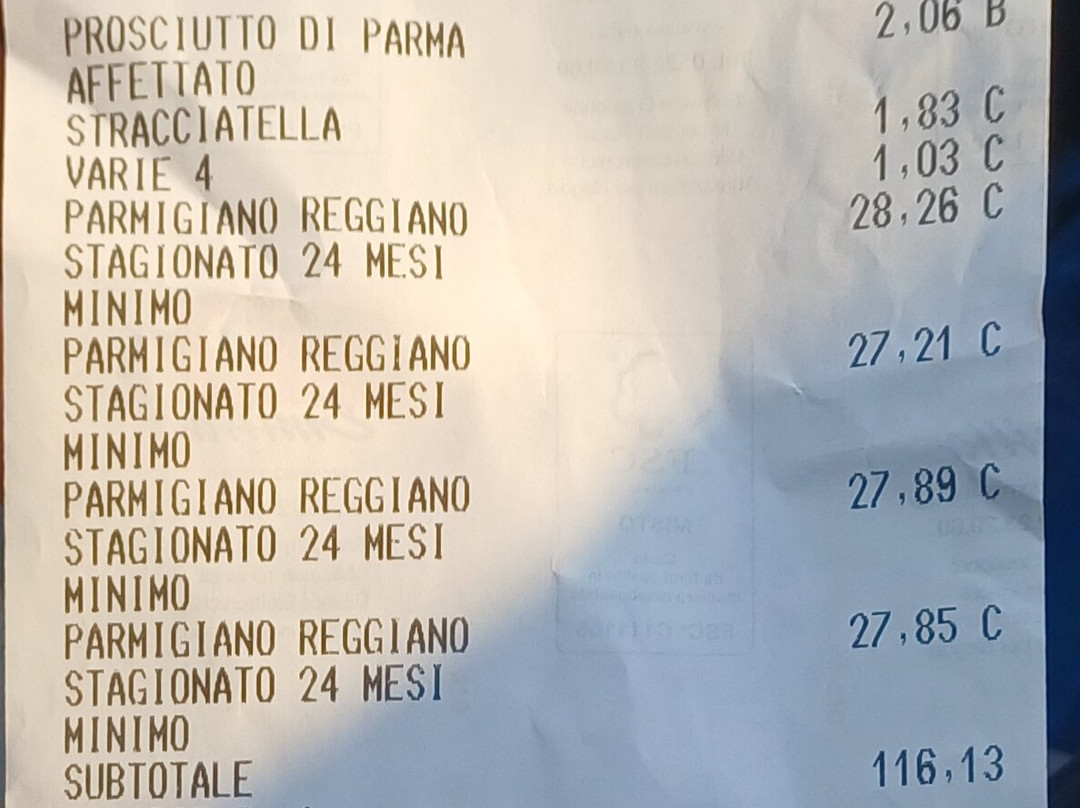 PROSCIUTTO DI PARMA 2,06 B
AFFETTATO
STRACCIATELLA 1,83 C
VARIE 4 1,03 C
PARMIGIANO REGGIANO 28,26 C
STAGIONATO 24 MESI
MINIMO
PARMIGIANO REGGIANO 27,21 C
STAGIONATO 24 MESI
MINIMO
PARMIGIANO REGGIANO 27,89 C
STAGIONATO 24 MESI
MINIMO
PARMIGIANO REGGIANO 27,85 C
STAGIONATO 24 MESI
MINIMO
SUBTOTALE 116,13